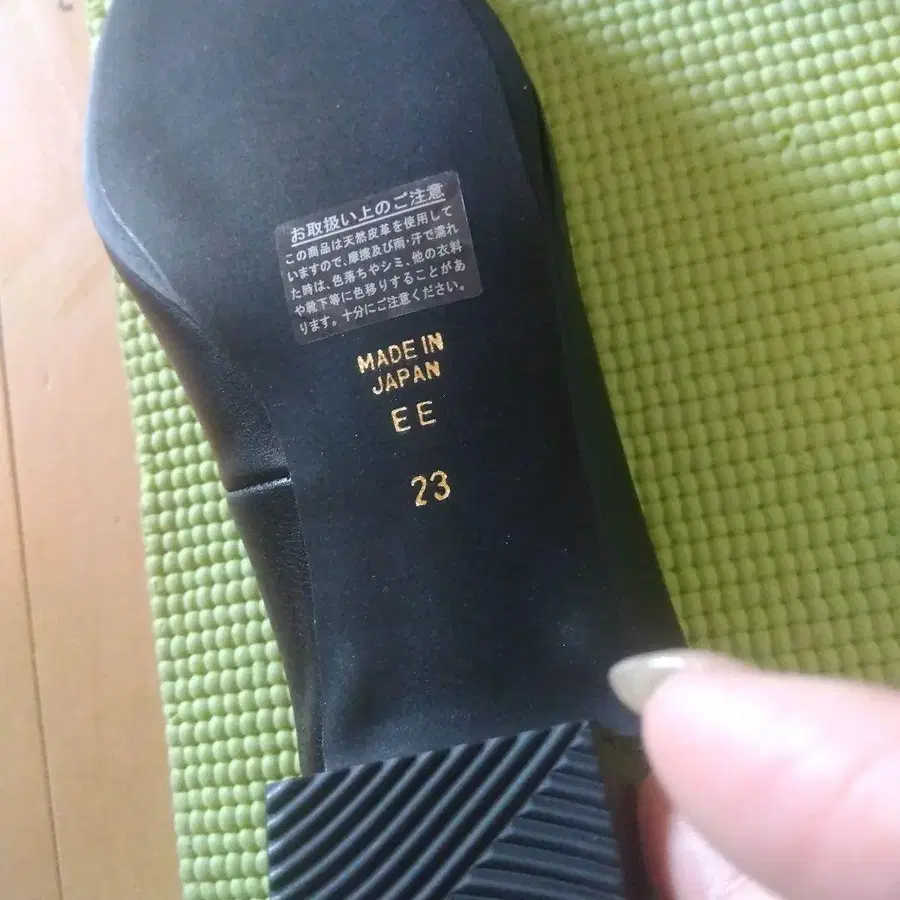 お取扱い上のご注意
この商品は天然皮革を使用して
いますので、摩擦及び雨・汗で濡れ
た時は、色落ちやシミ、他の衣料
や靴下等に色移りすることがあ
ります。十分にご注意ください。
MADE IN
JAPAN
EE
23